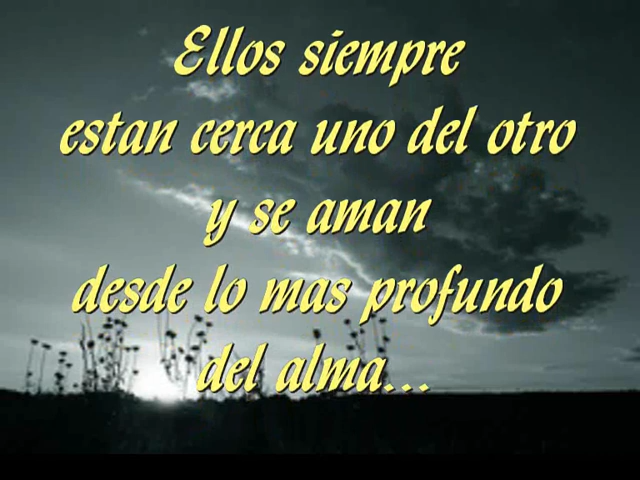 Ellos siempre
estan cerca uno del otro
y se aman
desde lo mas profundo
del alma...